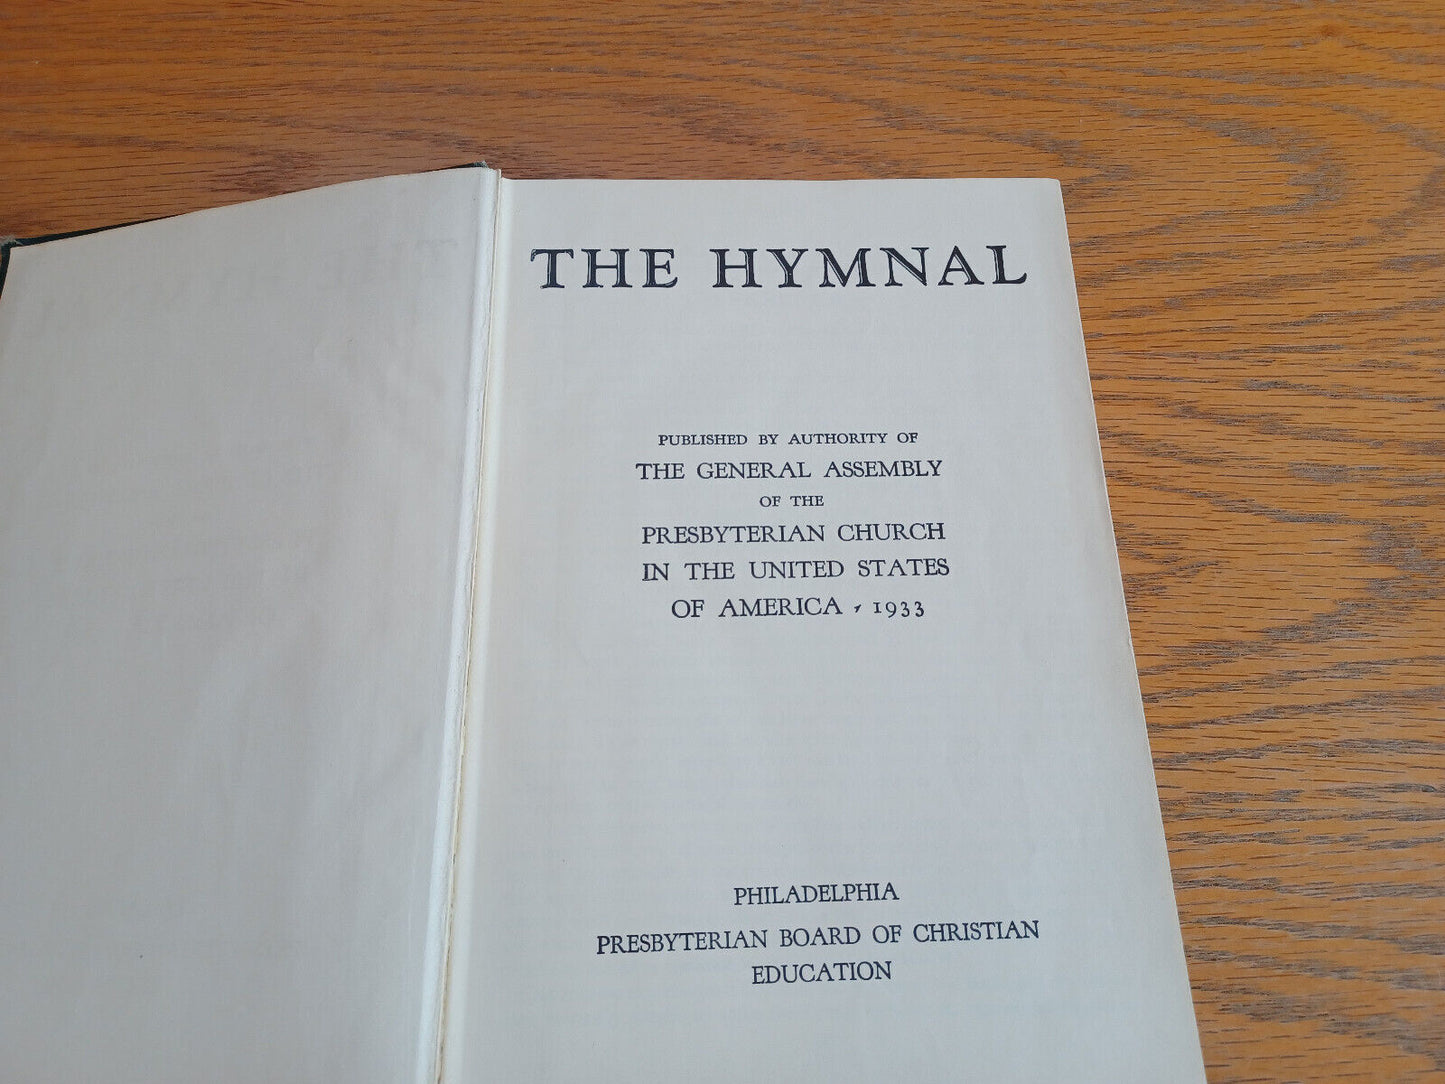 THE HYMNAL
PUBLISHED BY AUTHORITY OF
THE GENERAL ASSEMBLY
OF THE
PRESBYTERIAN CHURCH
IN THE UNITED STATES
OF AMERICA , 1933
PHILADELPHIA
PRESBYTERIAN BOARD OF CHRISTIAN
EDUCATION